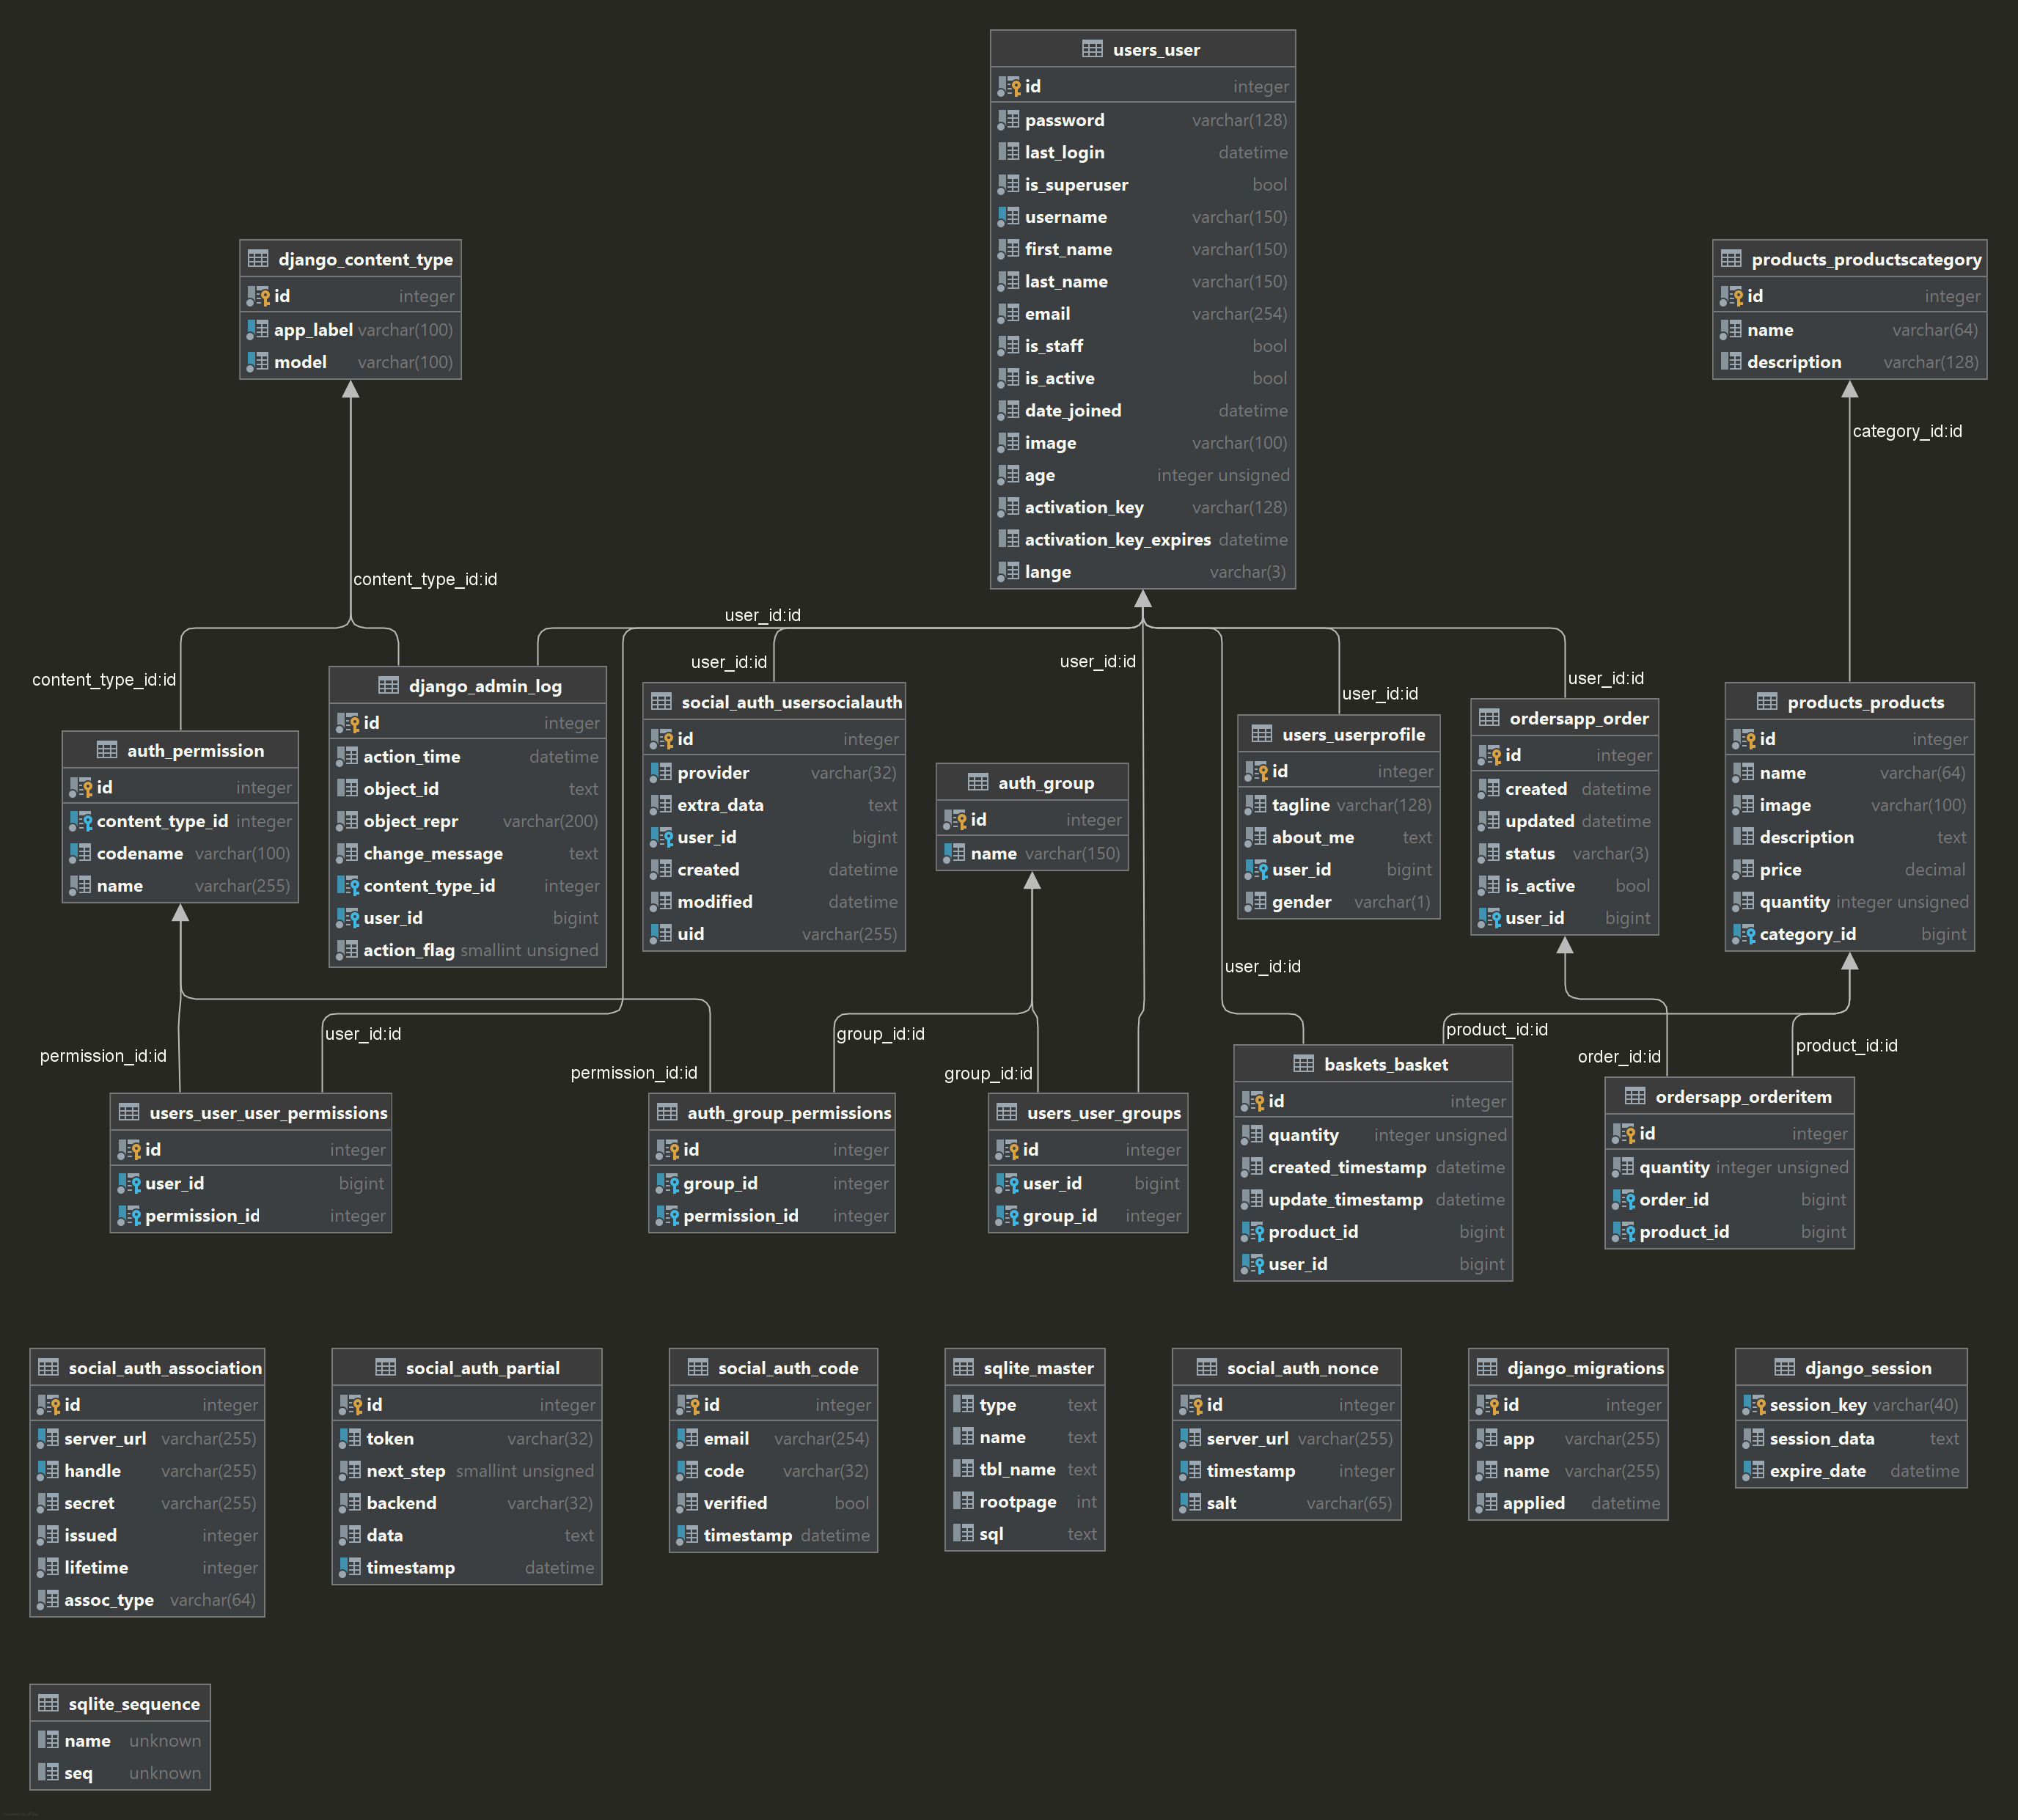 users_user
id integer
password varchar(128)
last_login datetime
is_superuser bool
username varchar(150)
first_name varchar(150)
last_name varchar(150)
email varchar(254)
is_staff bool
is_active bool
date_joined datetime
image varchar(100)
age integer unsigned
activation_key varchar(128)
activation_key_expires datetime
lange varchar(3)
django_content_type
id integer
app_label varchar(100)
model varchar(100)
products_productscategory
id integer
name varchar(64)
description varchar(128)
category_id:id
content_type_id:id
content_type_id:id
user_id:id
user_id:id
user_id:id
user_id:id
user_id:id
auth_permission
id integer
content_type_id integer
codename varchar(100)
name varchar(255)
django_admin_log
id integer
action_time datetime
object_id text
object_repr varchar(200)
change_message text
content_type_id integer
user_id bigint
action_flag smallint unsigned
social_auth_usersocialauth
id integer
provider varchar(32)
extra_data text
user_id bigint
created datetime
modified datetime
uid varchar(255)
auth_group
id integer
name varchar(150)
users_userprofile
id integer
tagline varchar(128)
about_me text
user_id bigint
gender varchar(1)
ordersapp_order
id integer
created datetime
updated datetime
status varchar(3)
is_active bool
user_id bigint
products_products
id integer
name varchar(64)
image varchar(100)
description text
price decimal
quantity integer unsigned
category_id bigint
user_id:id
permission_id:id
user_id:id
permission_id:id
group_id:id
group_id:id
product_id:id
order_id:id
product_id:id
users_user_user_permissions
id integer
user_id bigint
permission_id integer
auth_group_permissions
id integer
group_id integer
permission_id integer
users_user_groups
id integer
user_id bigint
group_id integer
baskets_basket
id integer
quantity integer unsigned
created_timestamp datetime
update_timestamp datetime
product_id bigint
user_id bigint
ordersapp_orderitem
id integer
quantity integer unsigned
order_id bigint
product_id bigint
social_auth_association
id integer
server_url varchar(255)
handle varchar(255)
secret varchar(255)
issued integer
lifetime integer
assoc_type varchar(64)
social_auth_partial
id integer
token varchar(32)
next_step smallint unsigned
backend varchar(32)
data text
timestamp datetime
social_auth_code
id integer
email varchar(254)
code varchar(32)
verified bool
timestamp datetime
sqlite_master
type text
name text
tbl_name text
rootpage int
sql text
social_auth_nonce
id integer
server_url varchar(255)
timestamp integer
salt varchar(65)
django_migrations
id integer
app varchar(255)
name varchar(255)
applied datetime
django_session
session_key varchar(40)
session_data text
expire_date datetime
sqlite_sequence
name unknown
seq unknown